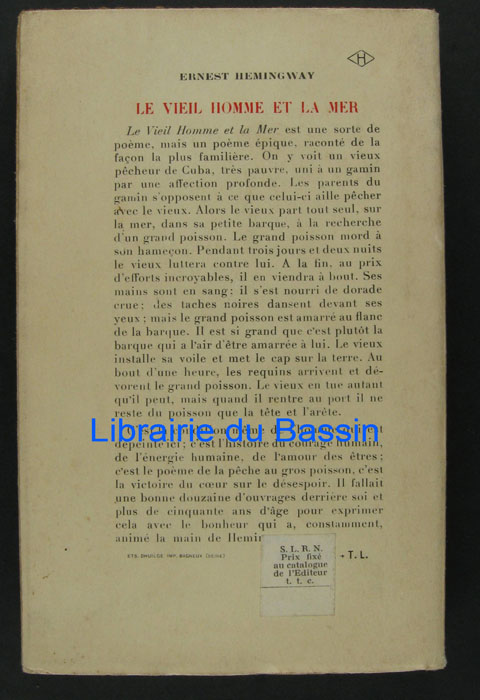 H
ERNEST HEMINGWAY
LE VIEIL HOMME ET LA MER
Le Vieil Homme et la Mer est une sorte de
poème, mais un poème épique, raconté de la
façon la plus familière. On y voit un vieux
pêcheur de Cuba, très pauvre, uni à un gamin
par une affection profonde. Les parents du
gamin s'opposent à ce que celui-ci aille pêcher
avec le vieux. Alors le vieux part tout seul, sur
la mer, dans sa petite barque, à la recherche
d'un grand poisson. Le grand poisson mord à
son hameçon. Pendant trois jours et deux nuits
le vieux luttera contre lui. A la fin, au prix
d'efforts incroyables, il en viendra à bout. Ses
mains sont en sang ; il s'est nourri de dorade
crue ; des taches noires dansent devant ses
yeux ; mais le grand poisson est amarré au flanc
de la barque. Il est si grand que c'est plutôt la
barque qui a l'air d'être amarrée à lui. Le vieux
installe sa voile et met le cap sur la terre. Au
bout d'une heure, les requins arrivent et dé-
vorent le grand poisson. Le vieux en tue autant
qu'il peut, mais quand il rentre au port il ne
reste du poisson que la tête et l'arête.
Librairie du Bassin
même de
dépeinte ici ; c'est l'histoire du courage humain,
de l'énergie humaine, de l'amour des êtres ;
c'est le poème de la pêche au gros poisson, c'est
la victoire du cœur sur le désespoir. Il fallait
une bonne douzaine d'ouvrages derrière soi et
plus de cinquante ans d'âge pour exprimer
cela avec le bonheur qui a, constamment,
animé la main de Hemin
S. L. R. N.
Prix fixé
au catalogue
de l'Editeur
t. t. c.
+ T. L.